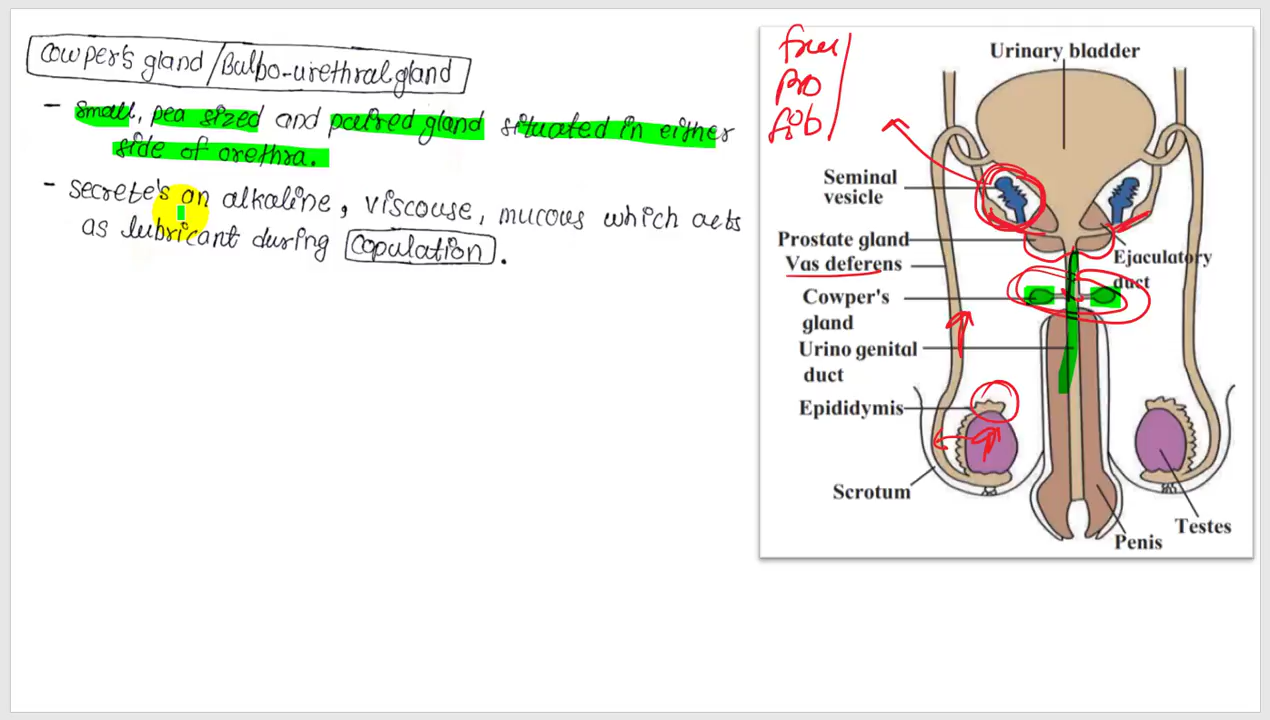 Cowper's gland / Bulbo-urethral gland
- small, pea sized and paired gland situated in either
side of urethra.
- secrete's an alkaline, viscouse, mucous which acts
as lubricant during copulation.
pro
Urinary bladder
Seminal
vesicle
Prostate gland
Vas deferens
Ejaculatory
duct
Cowper's
gland
Urino genital
duct
Epididymis
Scrotum
Testes
Penis